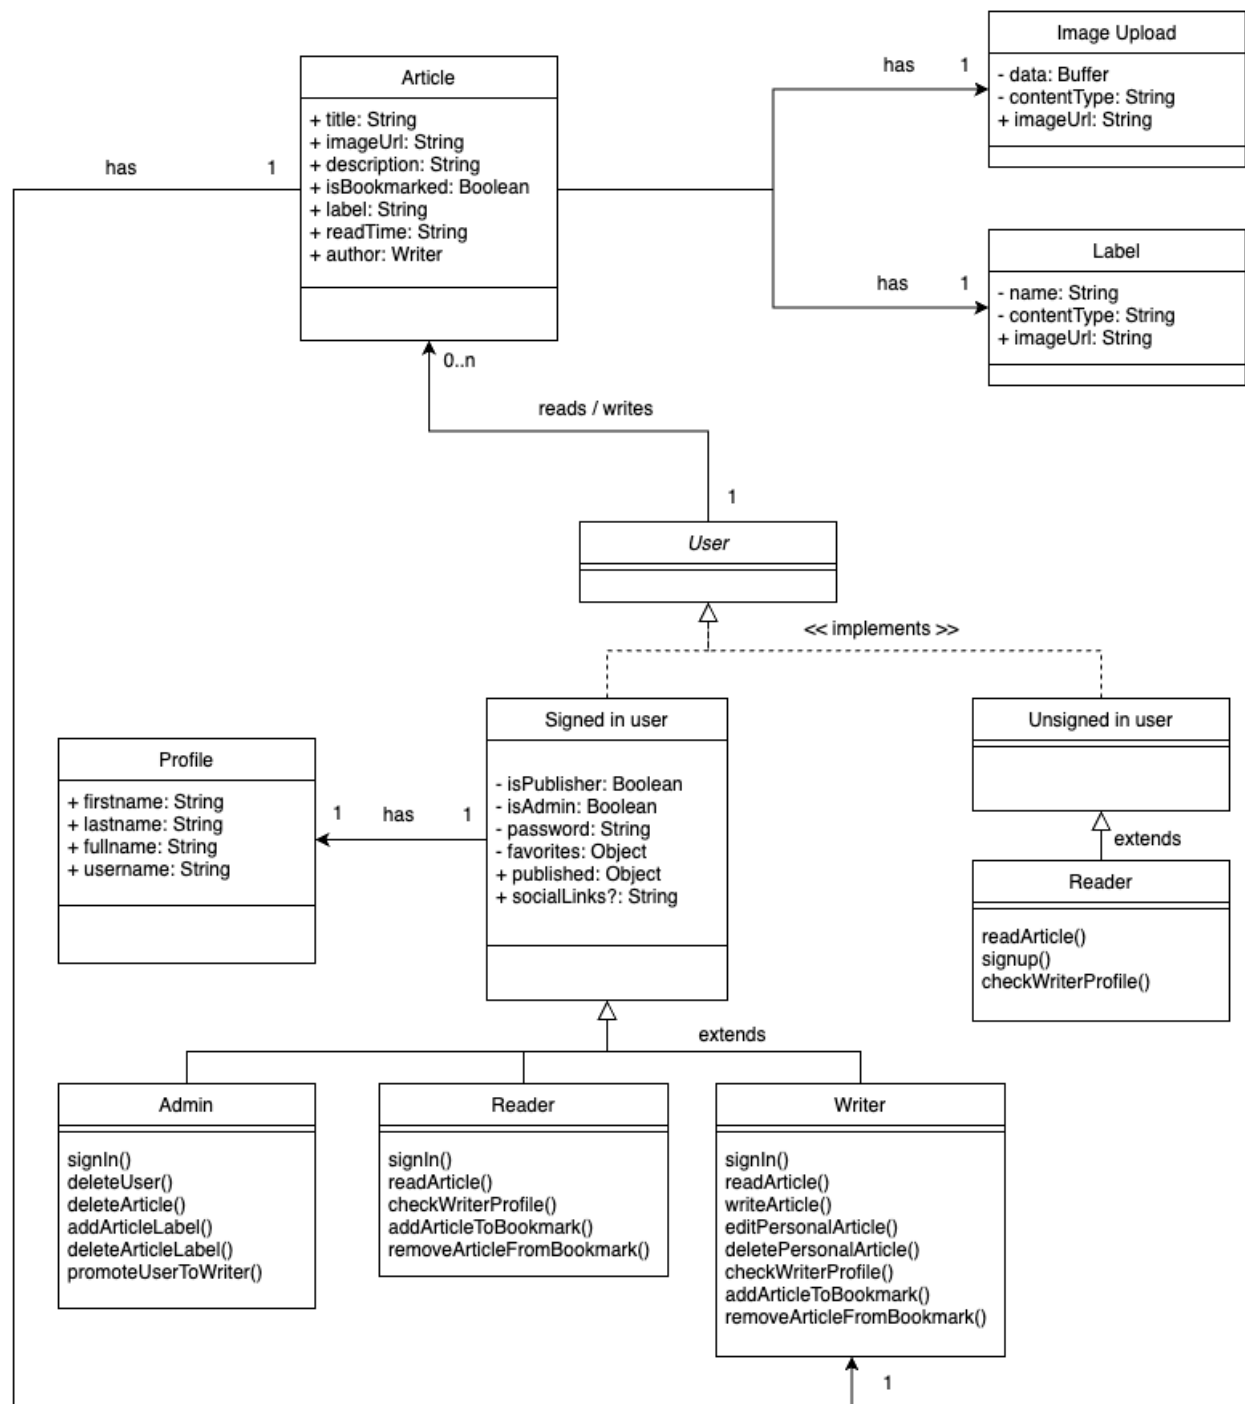 Image Upload
- data: Buffer
- contentType: String
+ imageUrl: String
has 1
Article
+ title: String
+ imageUrl: String
+ description: String
+ isBookmarked: Boolean
+ label: String
+ readTime: String
+ author: Writer
has 1
Label
- name: String
- contentType: String
+ imageUrl: String
has 1
0..n
reads / writes
1
User
<< implements >>
Signed in user
- isPublisher: Boolean
- isAdmin: Boolean
- password: String
- favorites: Object
+ published: Object
+ socialLinks?: String
Unsigned in user
Profile
+ firstname: String
+ lastname: String
+ fullname: String
+ username: String
1 has 1
extends
Reader
readArticle()
signup()
checkWriterProfile()
extends
Admin
signIn()
deleteUser()
deleteArticle()
addArticleLabel()
deleteArticleLabel()
promoteUserToWriter()
Reader
signIn()
readArticle()
checkWriterProfile()
addArticleToBookmark()
removeArticleFromBookmark()
Writer
signIn()
readArticle()
writeArticle()
editPersonalArticle()
deletePersonalArticle()
checkWriterProfile()
addArticleToBookmark()
removeArticleFromBookmark()
1